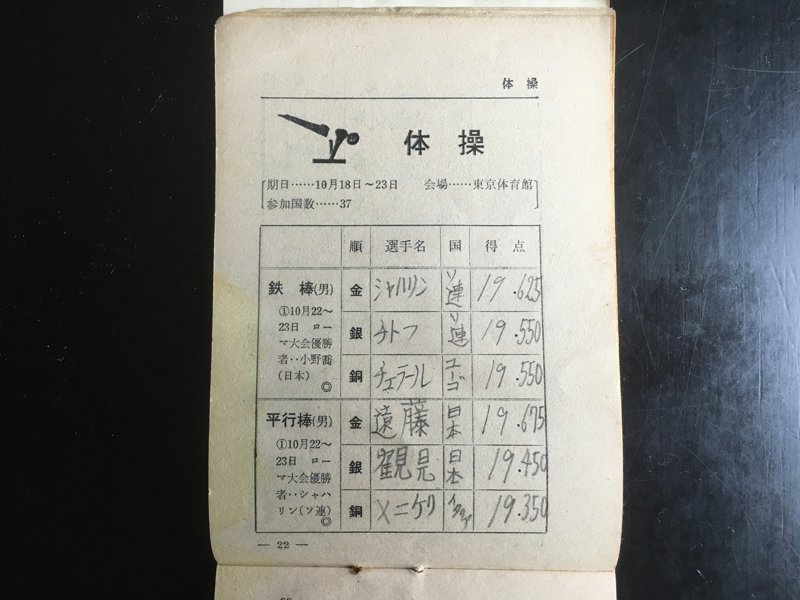 体操
体操
期日……10月18日～23日　会場……東京体育館
参加国数……37
順　選手名　国　得点
鉄棒(男)　金　シャハリン　ソ連　19.625
①10月22～
23日　ロー　銀　チトフ　ソ連　19.550
マ大会優勝
者‥小野喬　銅　チェラール　ユーゴ　19.550
(日本)　◎
平行棒(男)　金　遠藤　日本　19.675
①10月22～
23日　ロー　銀　鶴見　日本　19.450
マ大会優勝
者‥シャハ　銅　メニケリ　イタリア　19.350
リン(ソ連)◎
— 22 —